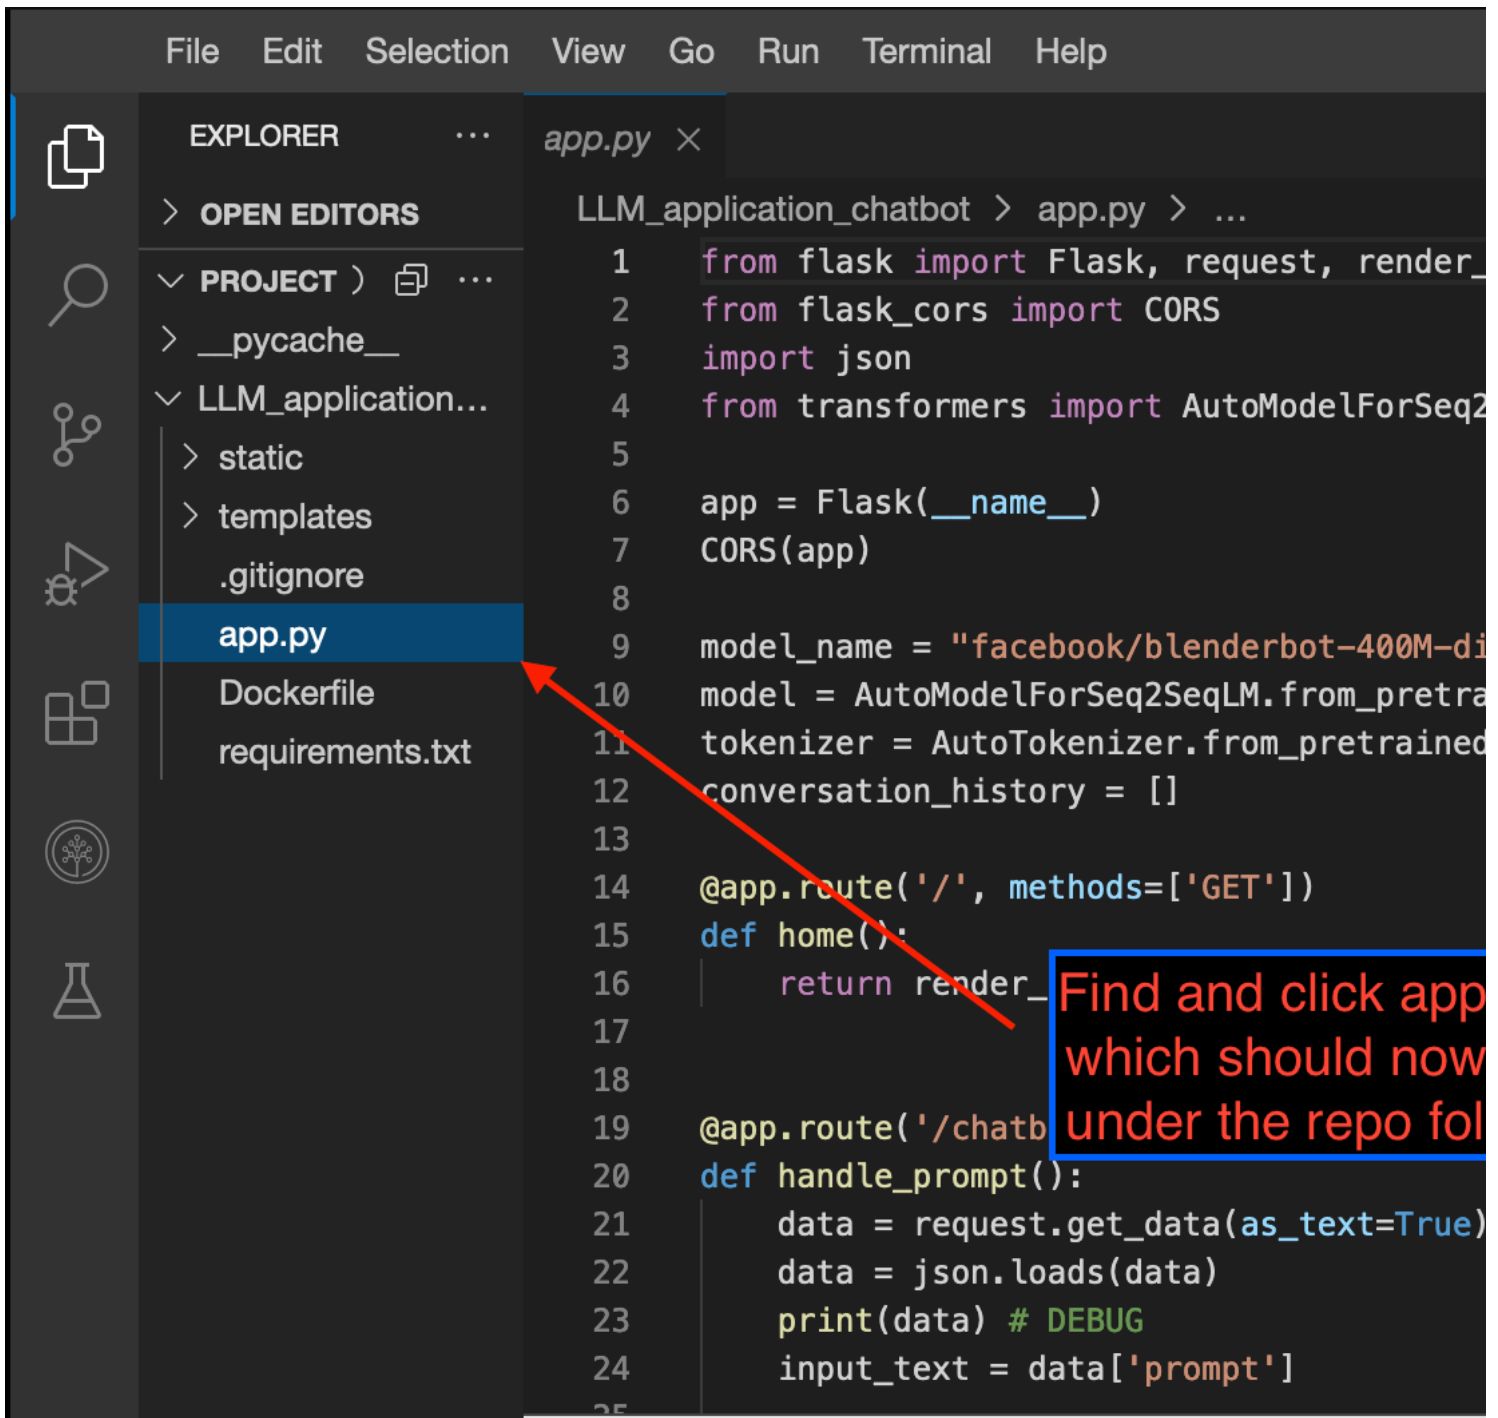 File Edit Selection View Go Run Terminal Help
EXPLORER ···
OPEN EDITORS
PROJECT
__pycache__
LLM_application...
static
templates
.gitignore
app.py
Dockerfile
requirements.txt
app.py
LLM_application_chatbot > app.py > ...
1 from flask import Flask, request, render_
2 from flask_cors import CORS
3 import json
4 from transformers import AutoModelForSeq2
5
6 app = Flask(__name__)
7 CORS(app)
8
9 model_name = "facebook/blenderbot-400M-di
10 model = AutoModelForSeq2SeqLM.from_pretra
11 tokenizer = AutoTokenizer.from_pretrained
12 conversation_history = []
13
14 @app.route('/', methods=['GET'])
15 def home():
16 return render_
17
18
19 @app.route('/chatb
20 def handle_prompt():
21 data = request.get_data(as_text=True)
22 data = json.loads(data)
23 print(data) # DEBUG
24 input_text = data['prompt']
Find and click app
which should now
under the repo fol